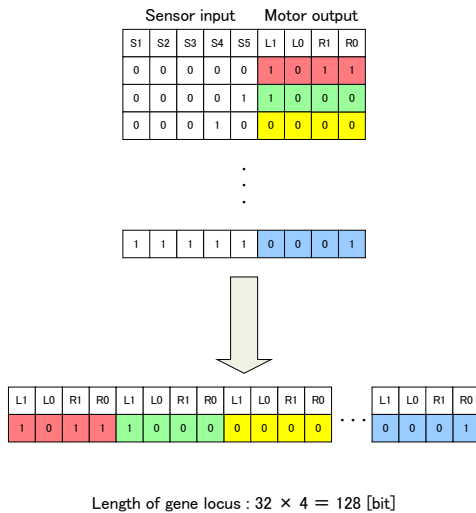 Sensor input Motor output
S1 S2 S3 S4 S5 L1 L0 R1 R0
0 0 0 0 0 1 0 1 1
0 0 0 0 1 1 0 0 0
0 0 0 1 0 0 0 0 0
1 1 1 1 1 0 0 0 1
L1 L0 R1 R0 L1 L0 R1 R0 L1 L0 R1 R0 L1 L0 R1 R0
1 0 1 1 1 0 0 0 0 0 0 0 ... 0 0 0 1
Length of gene locus : 32 × 4 = 128 [bit]